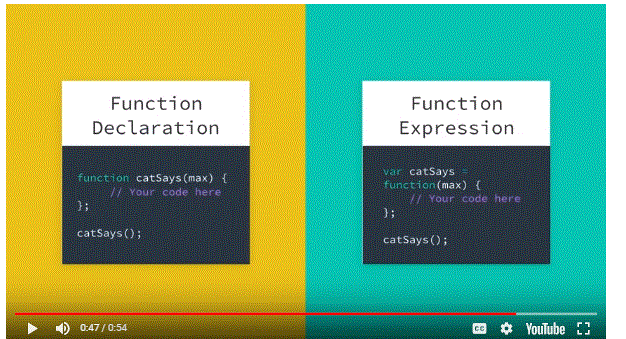 Function
Declaration
function catSays(max) {
// Your code here
};
catSays();
Function
Expression
var catSays =
function(max) {
// Your code here
};
catSays();
0:47 / 0:54
CC
YouTube